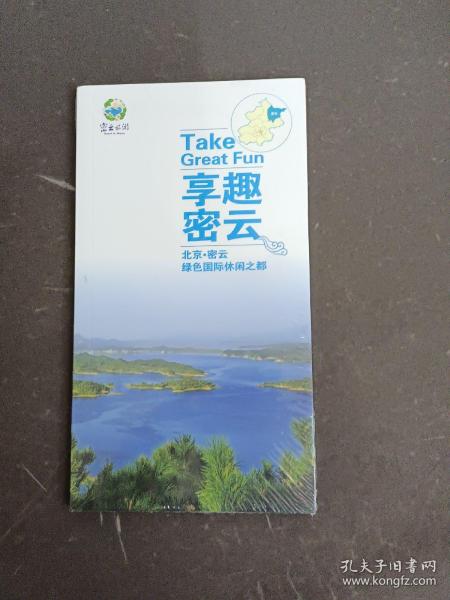 密云旅游
Take
Great Fun
享趣
密云
北京·密云
绿色国际休闲之都
孔夫子旧书网
www.kongfz.com